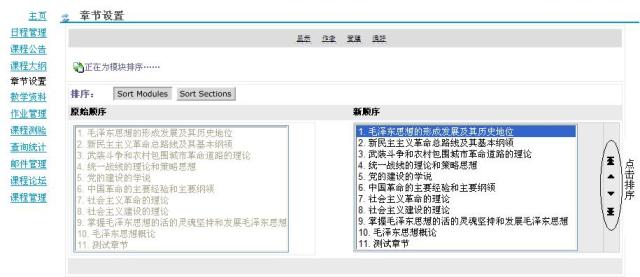 主页
日程管理
课程公告
课程大纲
章节设置
教学资料
作业管理
课程测验
查询统计
邮件管理
课程论坛
课程管理
章节设置
正在为模块排序……
排序： Sort Modules Sort Sections
原始顺序
1. 毛泽东思想的形成发展及其历史地位
2. 新民主主义革命总路线及其基本纲领
3. 武装斗争和农村包围城市革命道路的理论
4. 统一战线的理论和策略思想
5. 党的建设的学说
6. 中国革命的主要经验和主要纲领
7. 社会主义革命的理论
8. 社会主义建设的理论
9. 掌握毛泽东思想的活的灵魂坚持和发展毛泽东思想
10. 毛泽东思想概论
11. 测试章节
新顺序
1. 毛泽东思想的形成发展及其历史地位
2. 新民主主义革命总路线及其基本纲领
3. 武装斗争和农村包围城市革命道路的理论
4. 统一战线的理论和策略思想
5. 党的建设的学说
6. 中国革命的主要经验和主要纲领
7. 社会主义革命的理论
8. 社会主义建设的理论
9. 掌握毛泽东思想的活的灵魂坚持和发展毛泽东思想
10. 毛泽东思想概论
11. 测试章节
点击排序